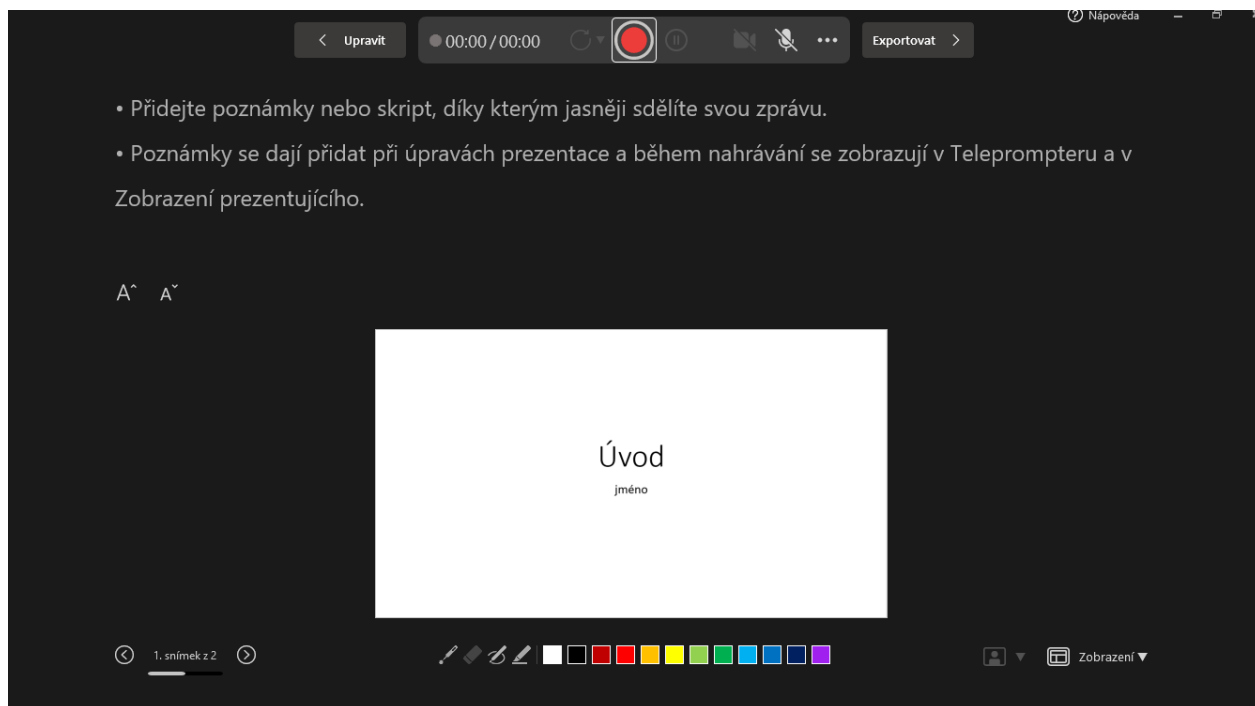 Nápověda
Upravit
00:00/00:00
Exportovat
• Přidejte poznámky nebo skript, díky kterým jasněji sdělíte svou zprávu.
• Poznámky se dají přidat při úpravách prezentace a během nahrávání se zobrazují v Teleprompteru a v
Zobrazení prezentujícího.
A^ Aˇ
Úvod
jméno
1. snímek z 2
Zobrazení